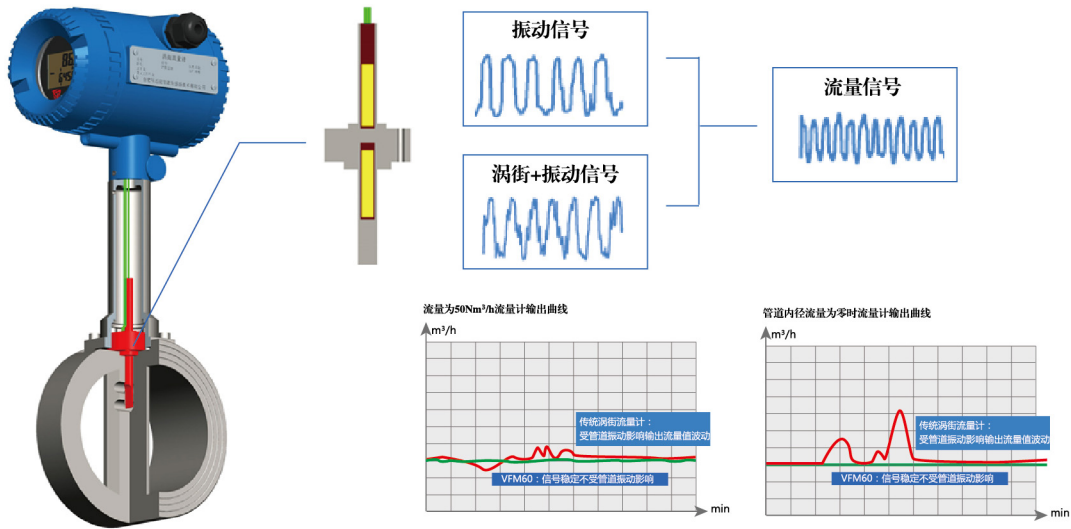 振动信号
涡街+振动信号
流量信号
流量为50Nm³/h流量计输出曲线
m³/h
传统涡街流量计：
受管道振动影响输出流量值波动
VFM60：信号稳定不受管道振动影响
min
管道内径流量为零时流量计输出曲线
m³/h
传统涡街流量计：
受管道振动影响输出流量值波动
VFM60：信号稳定不受管道振动影响
min